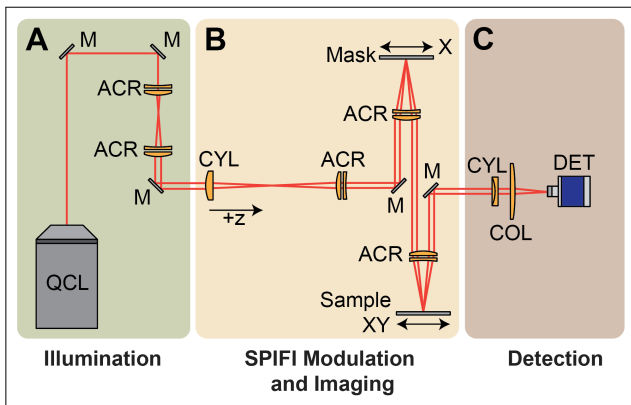 A
M
M
ACR
ACR
M
QCL
Illumination
B
Mask
X
ACR
CYL
ACR
+z
M
M
ACR
Sample
XY
SPIFI Modulation
and Imaging
C
CYL
DET
COL
Detection